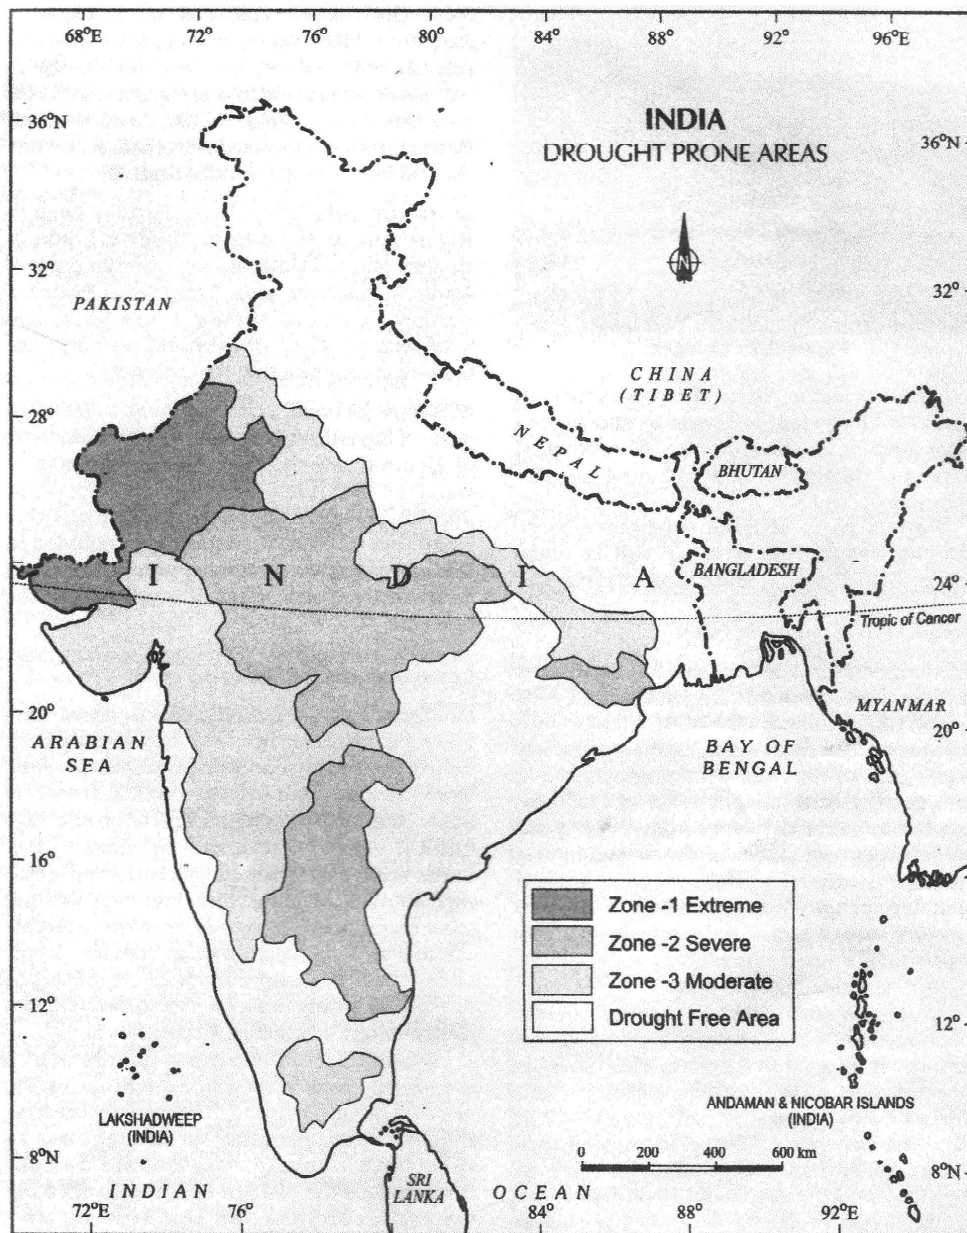 68°E 72° 76° 80° 84° 88° 92° 96°E
36°N
INDIA
DROUGHT PRONE AREAS
36°N
N
32°
32°
PAKISTAN
CHINA
(TIBET)
28°
NEPAL
BHUTAN
I N D I A
BANGLADESH
24°
Tropic of Cancer
20°
MYANMAR
20°
ARABIAN
SEA
BAY OF
BENGAL
16°
Zone -1 Extreme
Zone -2 Severe
Zone -3 Moderate
Drought Free Area
12°
12°
LAKSHADWEEP
(INDIA)
ANDAMAN & NICOBAR ISLANDS
(INDIA)
8°N
0 200 400 600 km
8°N
SRI
LANKA
INDIAN OCEAN
72°E 76° 84° 88° 92°E